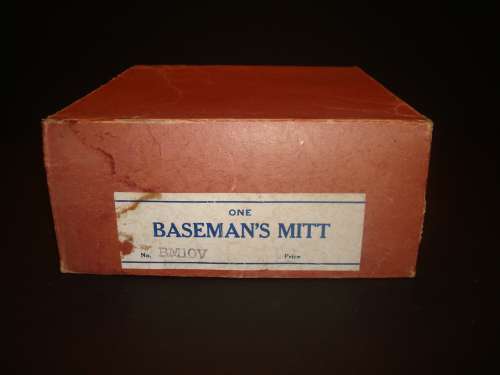 ONE
BASEMAN'S MITT
No. BM10V Price